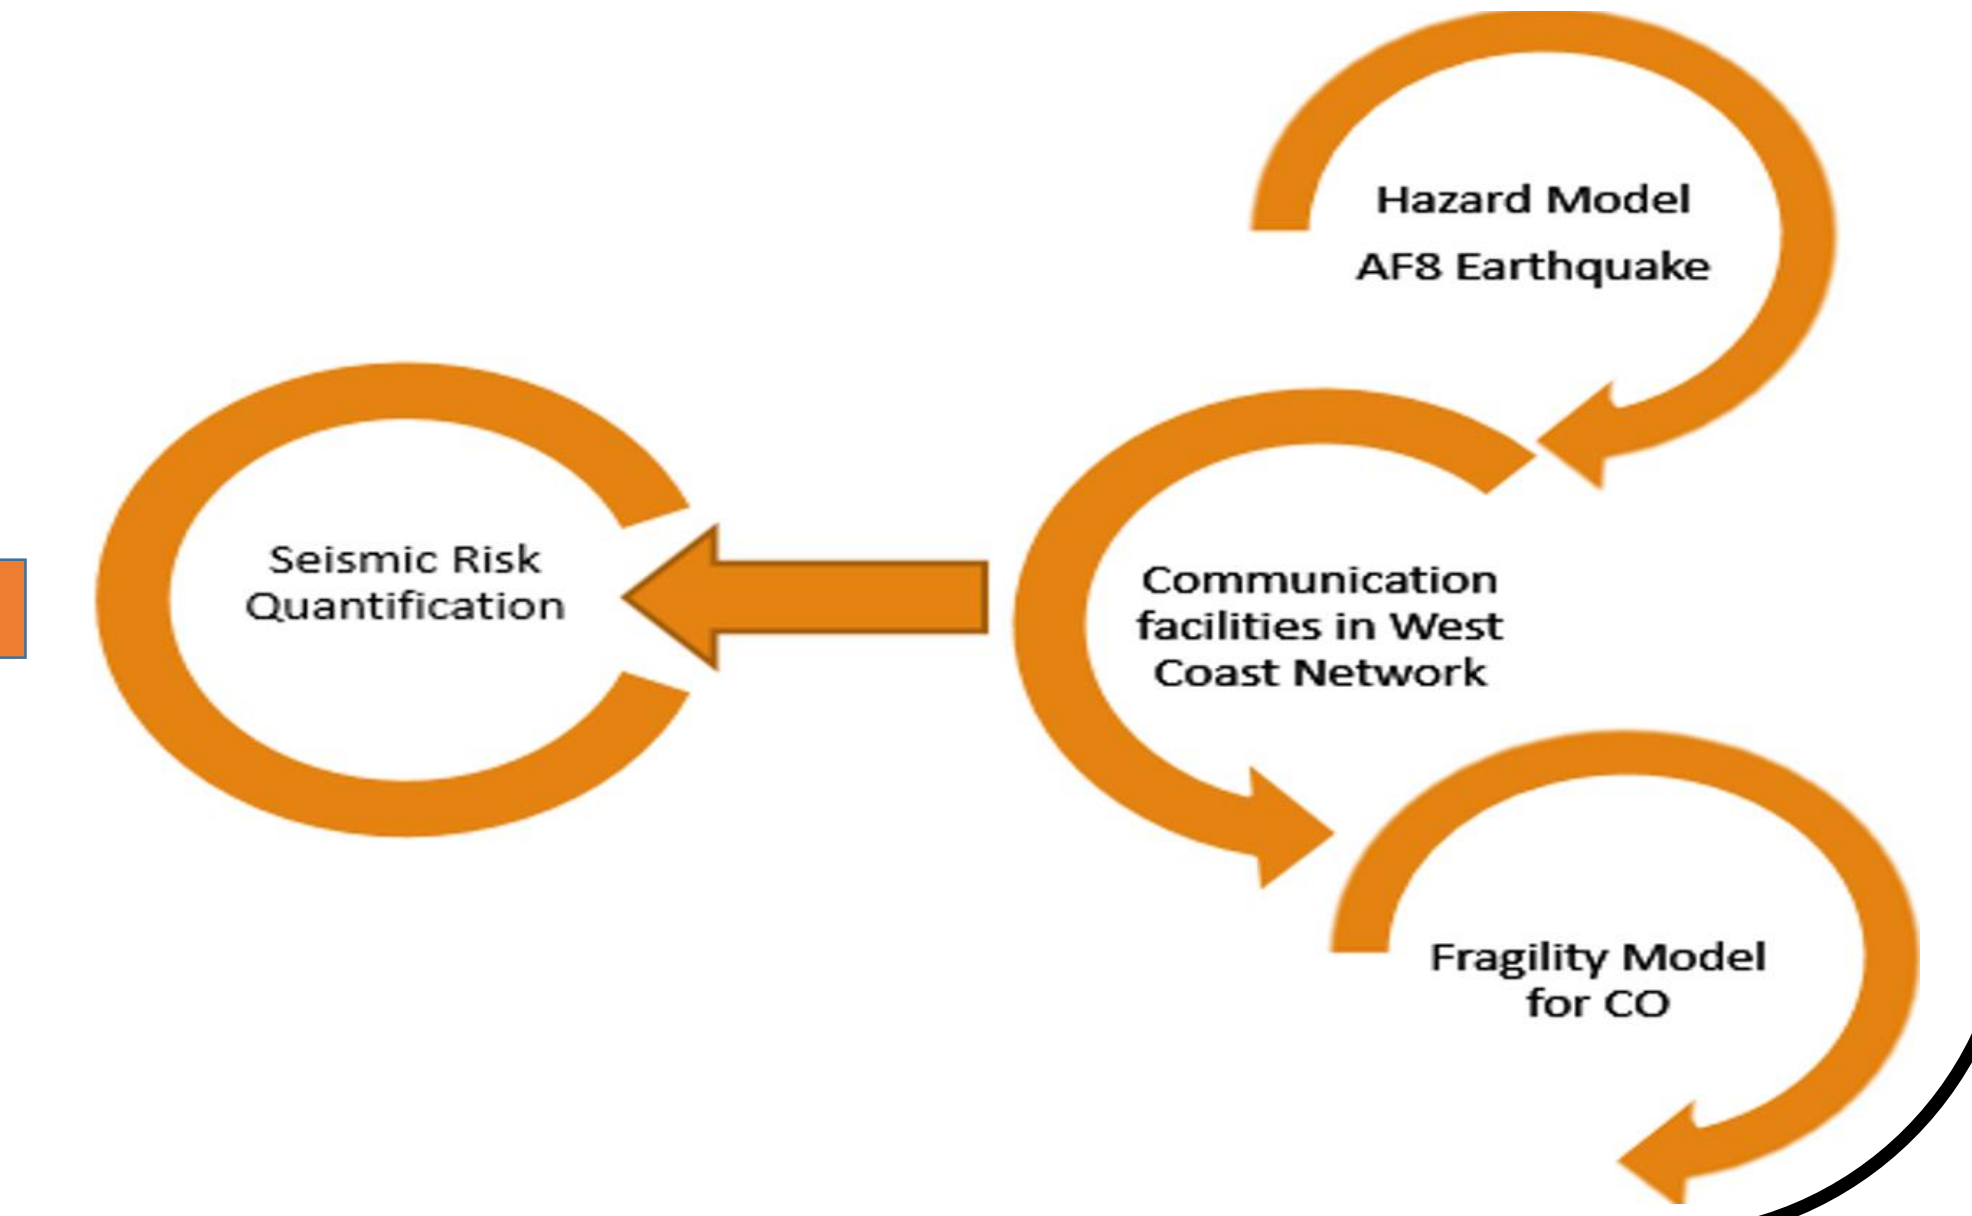 Hazard Model
AF8 Earthquake
Seismic Risk
Quantification
Communication
facilities in West
Coast Network
Fragility Model
for CO